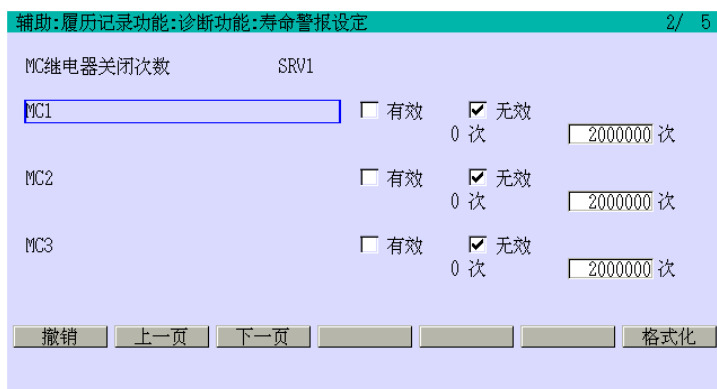 辅助:履历记录功能:诊断功能:寿命警报设定 2/ 5
MC继电器关闭次数 SRV1
MC1 有效 无效
0 次 2000000 次
MC2 有效 无效
0 次 2000000 次
MC3 有效 无效
0 次 2000000 次
撤销 上一页 下一页 格式化